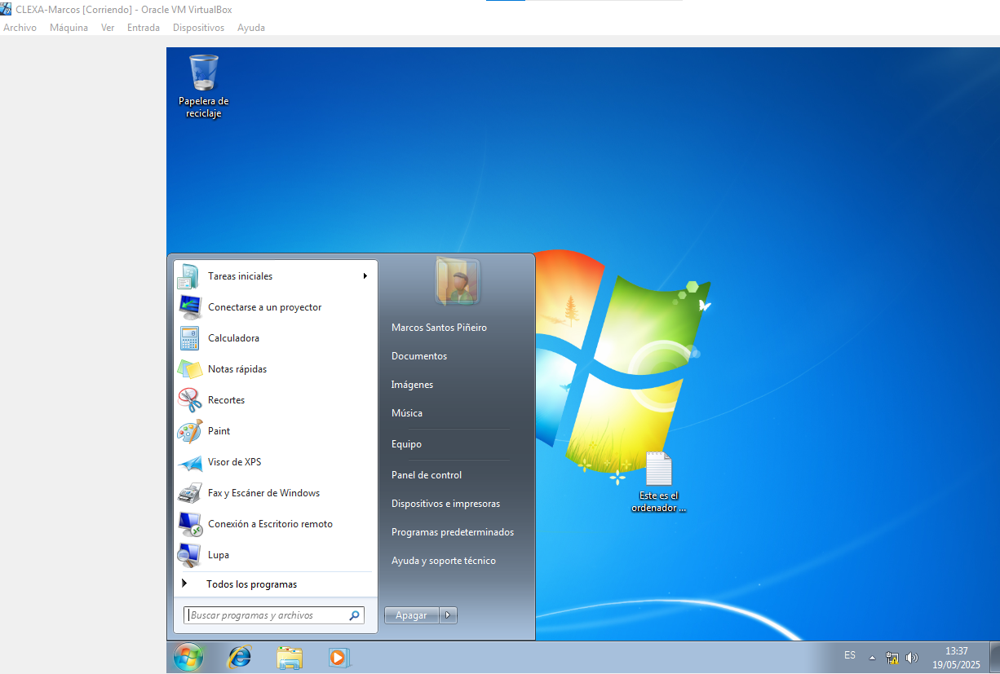 CLEXA-Marcos [Corriendo] - Oracle VM VirtualBox
Archivo Máquina Ver Entrada Dispositivos Ayuda
Papelera de
reciclaje
Tareas iniciales
Conectarse a un proyector
Calculadora
Notas rápidas
Recortes
Paint
Visor de XPS
Fax y Escáner de Windows
Conexión a Escritorio remoto
Lupa
Todos los programas
Buscar programas y archivos
Marcos Santos Piñeiro
Documentos
Imágenes
Música
Equipo
Panel de control
Dispositivos e impresoras
Programas predeterminados
Ayuda y soporte técnico
Apagar
Este es el
ordenador ...
ES
13:37
19/05/2025